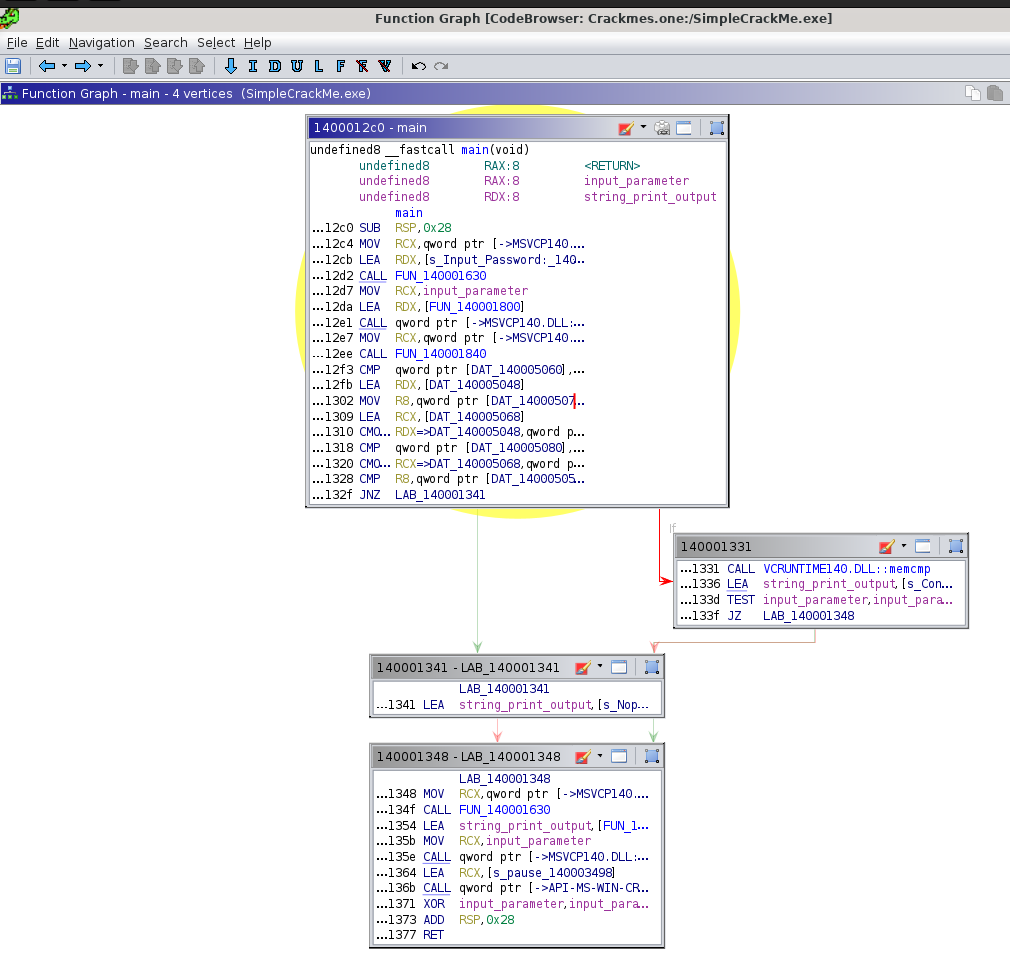 Function Graph [CodeBrowser: Crackmes.one:/SimpleCrackMe.exe]
File Edit Navigation Search Select Help
I D U L F F V
Function Graph - main - 4 vertices (SimpleCrackMe.exe)
1400012c0 - main
undefined8 __fastcall main(void)
undefined8 RAX:8 <RETURN>
undefined8 RAX:8 input_parameter
undefined8 RDX:8 string_print_output
main
...12c0 SUB RSP,0x28
...12c4 MOV RCX,qword ptr [->MSVCP140....
...12cb LEA RDX,[s_Input_Password:_140...
...12d2 CALL FUN_140001630
...12d7 MOV RCX,input_parameter
...12da LEA RDX,[FUN_140001800]
...12e1 CALL qword ptr [->MSVCP140.DLL:...
...12e7 MOV RCX,qword ptr [->MSVCP140....
...12ee CALL FUN_140001840
...12f3 CMP qword ptr [DAT_140005060],...
...12fb LEA RDX,[DAT_140005048]
...1302 MOV R8,qword ptr [DAT_14000507...
...1309 LEA RCX,[DAT_140005068]
...1310 CMO... RDX=>DAT_140005048,qword p...
...1318 CMP qword ptr [DAT_140005080],...
...1320 CMO... RCX=>DAT_140005068,qword p...
...1328 CMP R8,qword ptr [DAT_14000505...
...132f JNZ LAB_140001341
If
140001331
...1331 CALL VCRUNTIME140.DLL::memcmp
...1336 LEA string_print_output,[s_Con...
...133d TEST input_parameter,input_para...
...133f JZ LAB_140001348
140001341 - LAB_140001341
LAB_140001341
...1341 LEA string_print_output,[s_Nop...
140001348 - LAB_140001348
LAB_140001348
...1348 MOV RCX,qword ptr [->MSVCP140....
...134f CALL FUN_140001630
...1354 LEA string_print_output,[FUN_1...
...135b MOV RCX,input_parameter
...135e CALL qword ptr [->MSVCP140.DLL:...
...1364 LEA RCX,[s_pause_140003498]
...136b CALL qword ptr [->API-MS-WIN-CR...
...1371 XOR input_parameter,input_para...
...1373 ADD RSP,0x28
...1377 RET